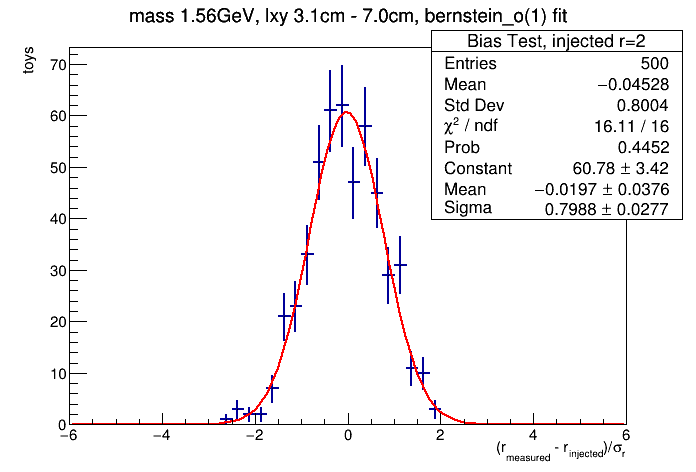 mass 1.56GeV, lxy 3.1cm - 7.0cm, bernstein_o(1) fit
Bias Test, injected r=2
Entries 500
Mean −0.04528
Std Dev 0.8004
χ² / ndf 16.11 / 16
Prob 0.4452
Constant 60.78 ± 3.42
Mean −0.0197 ± 0.0376
Sigma 0.7988 ± 0.0277
toys
70
60
50
40
30
20
10
0
−6 −4 −2 0 2 4 6
(r_measured - r_injected)/σ_r